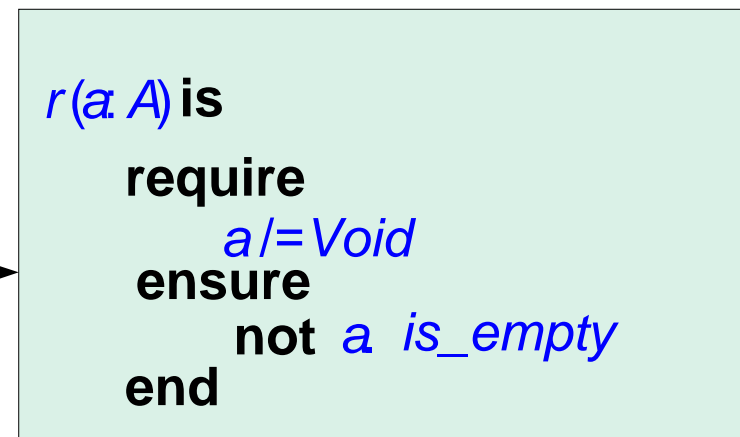 r (a: A) is
require
a /= Void
ensure
not a. is_empty
end